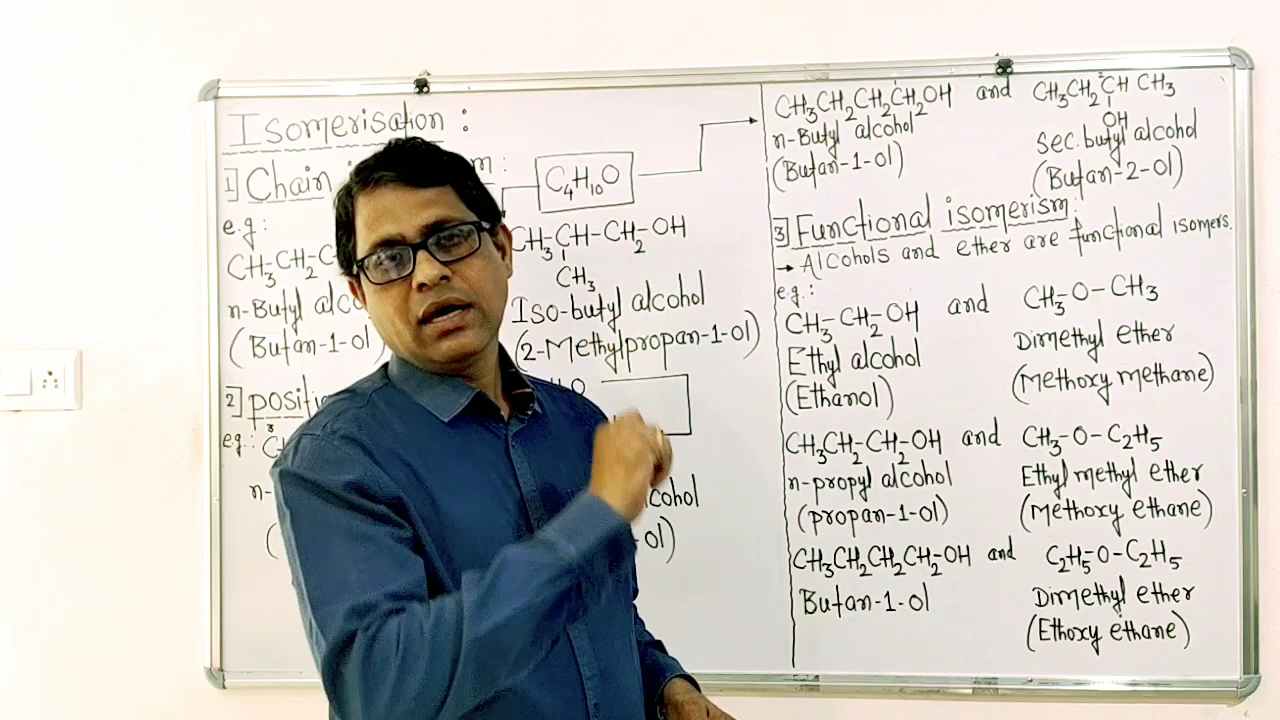 Isomerisation :
1] Chain m :
C₄H₁₀O
e.g :
CH₃-CH₂-C
CH₃-CH-CH₂-OH
CH₃
n-Butyl alco
Iso-butyl alcohol
(Butan-1-ol)
(2-Methylpropan-1-ol)
2] positi
H₁₀O
eg.: 3
n-
cohol
(
-ol)
CH₃CH₂CH₂CH₂OH and CH₃CH₂CH CH₃
1 2
OH
n-Butyl alcohol Sec. butyl alcohol
(Butan-1-ol) (Butan-2-ol)
3] Functional isomerism :
→ Alcohols and ether are functional isomers.
e.g.:
CH₃-CH₂-OH and CH₃-O-CH₃
Ethyl alcohol Dimethyl ether
(Ethanol) (Methoxy methane)
CH₃CH₂-CH₂-OH and CH₃-O-C₂H₅
n-propyl alcohol Ethyl methyl ether
(propan-1-ol) (Methoxy ethane)
CH₃CH₂CH₂CH₂-OH and C₂H₅-O-C₂H₅
Butan-1-ol Dimethyl ether
(Ethoxy ethane)